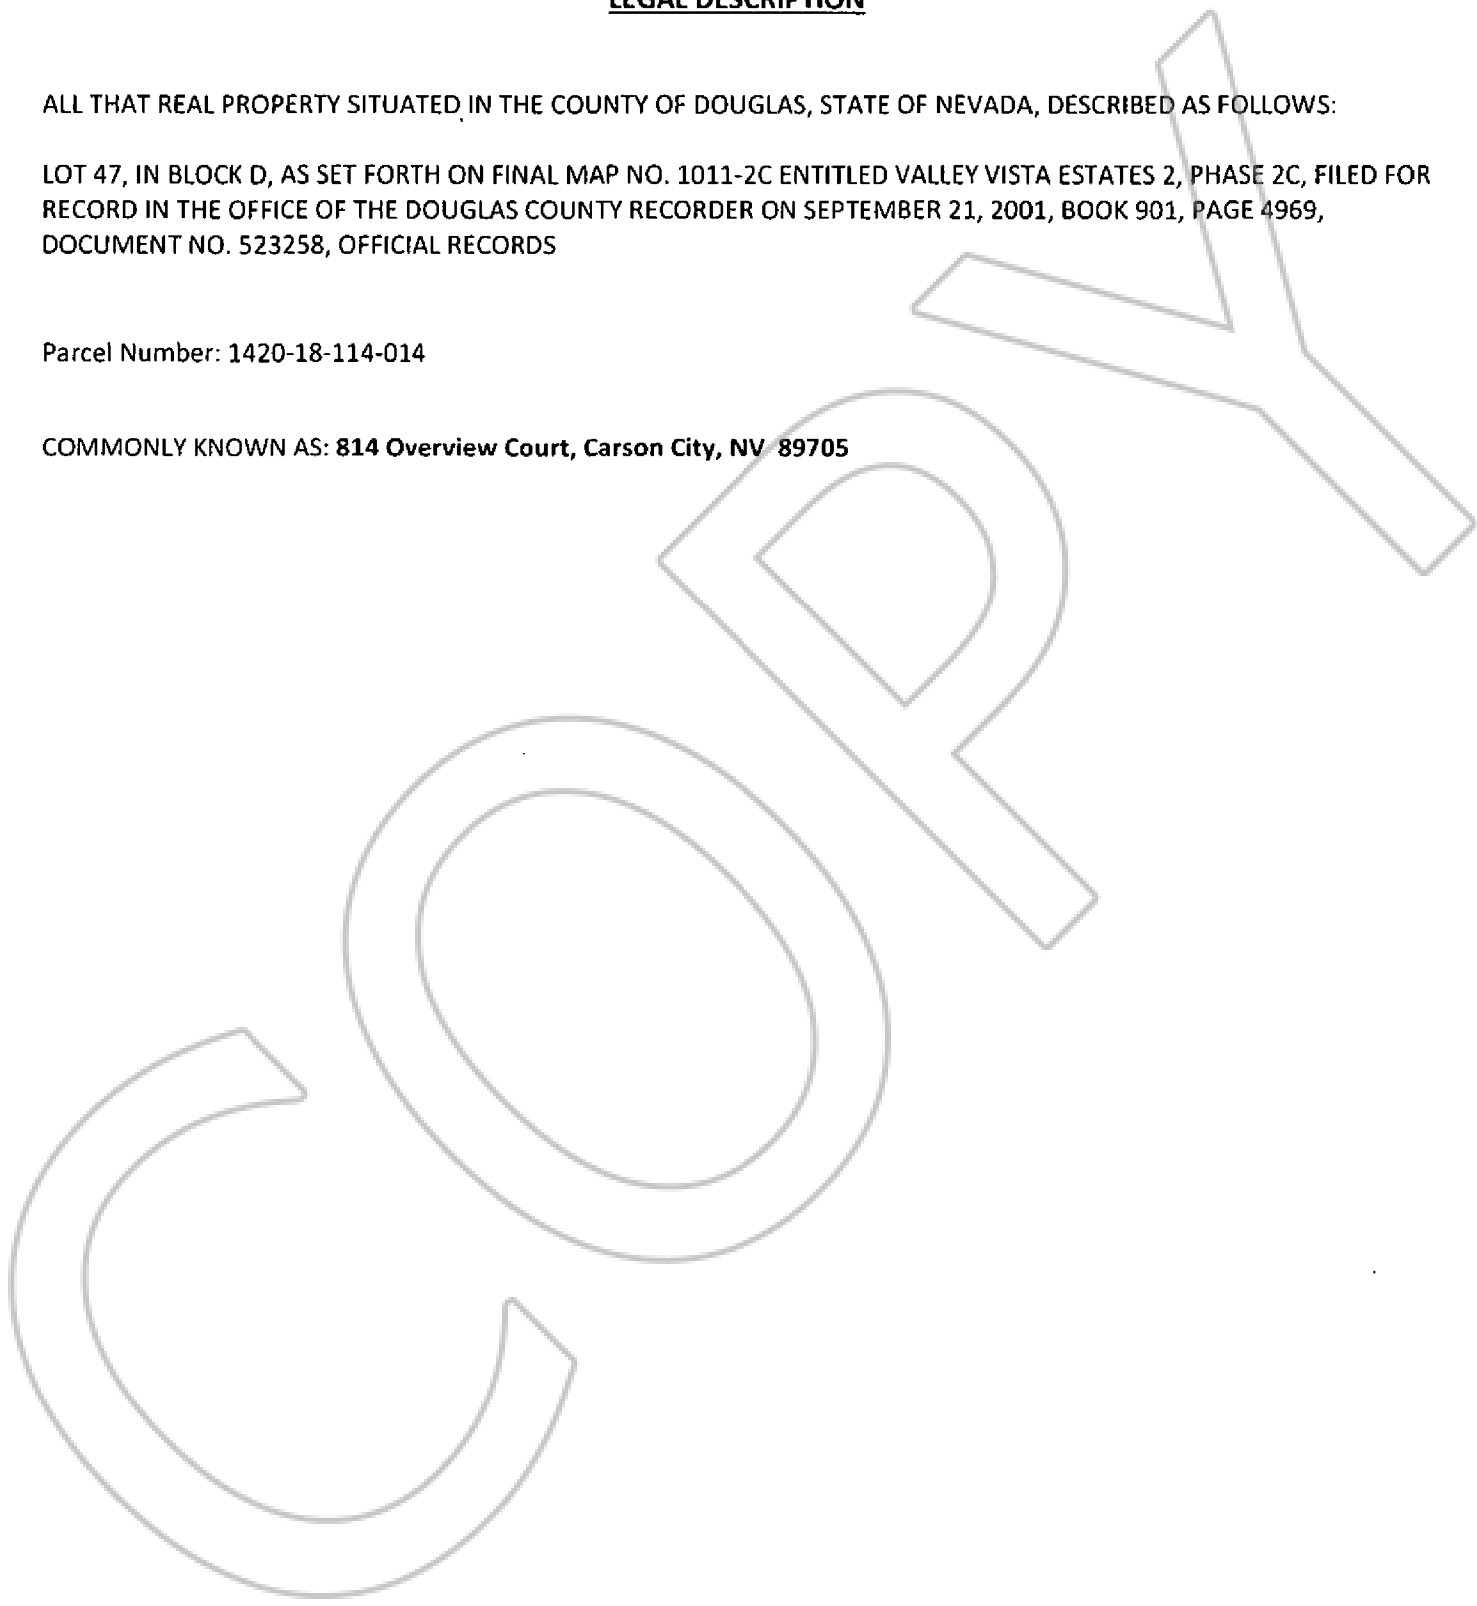 LEGAL DESCRIPTION
ALL THAT REAL PROPERTY SITUATED IN THE COUNTY OF DOUGLAS, STATE OF NEVADA, DESCRIBED AS FOLLOWS:
LOT 47, IN BLOCK D, AS SET FORTH ON FINAL MAP NO. 1011-2C ENTITLED VALLEY VISTA ESTATES 2, PHASE 2C, FILED FOR
RECORD IN THE OFFICE OF THE DOUGLAS COUNTY RECORDER ON SEPTEMBER 21, 2001, BOOK 901, PAGE 4969,
DOCUMENT NO. 523258, OFFICIAL RECORDS
Parcel Number: 1420-18-114-014
COMMONLY KNOWN AS: 814 Overview Court, Carson City, NV 89705
COPY